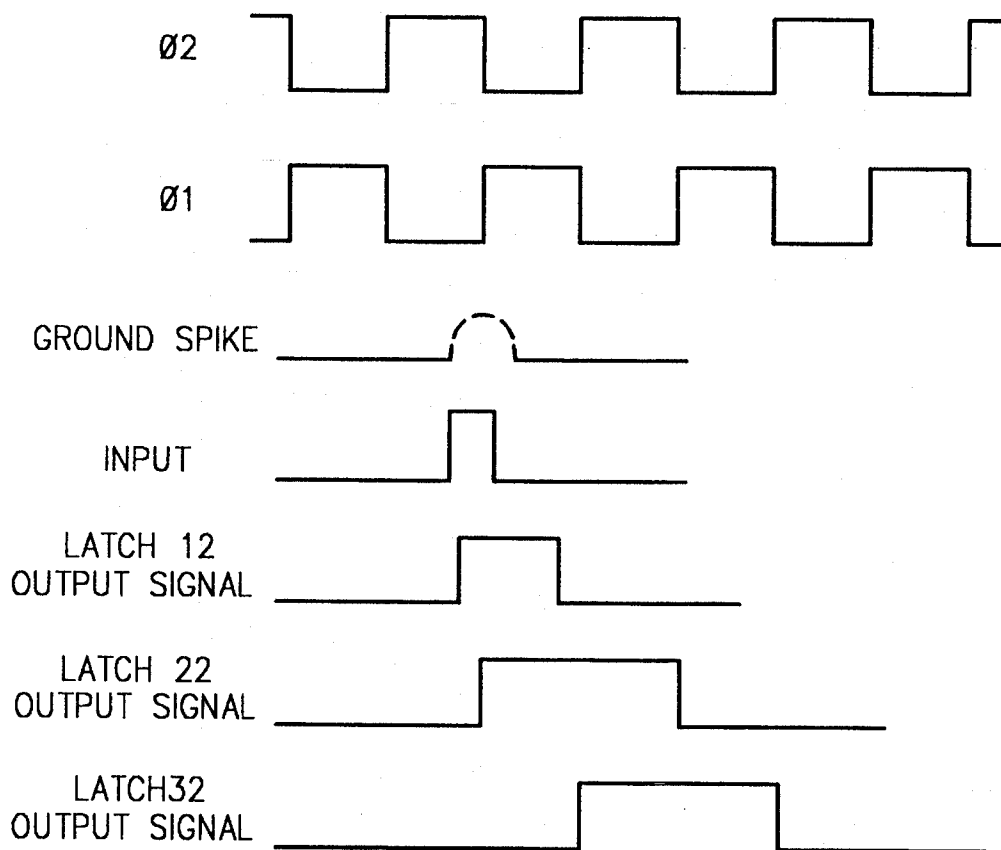 Ø2
Ø1
GROUND SPIKE
INPUT
LATCH 12
OUTPUT SIGNAL
LATCH 22
OUTPUT SIGNAL
LATCH32
OUTPUT SIGNAL